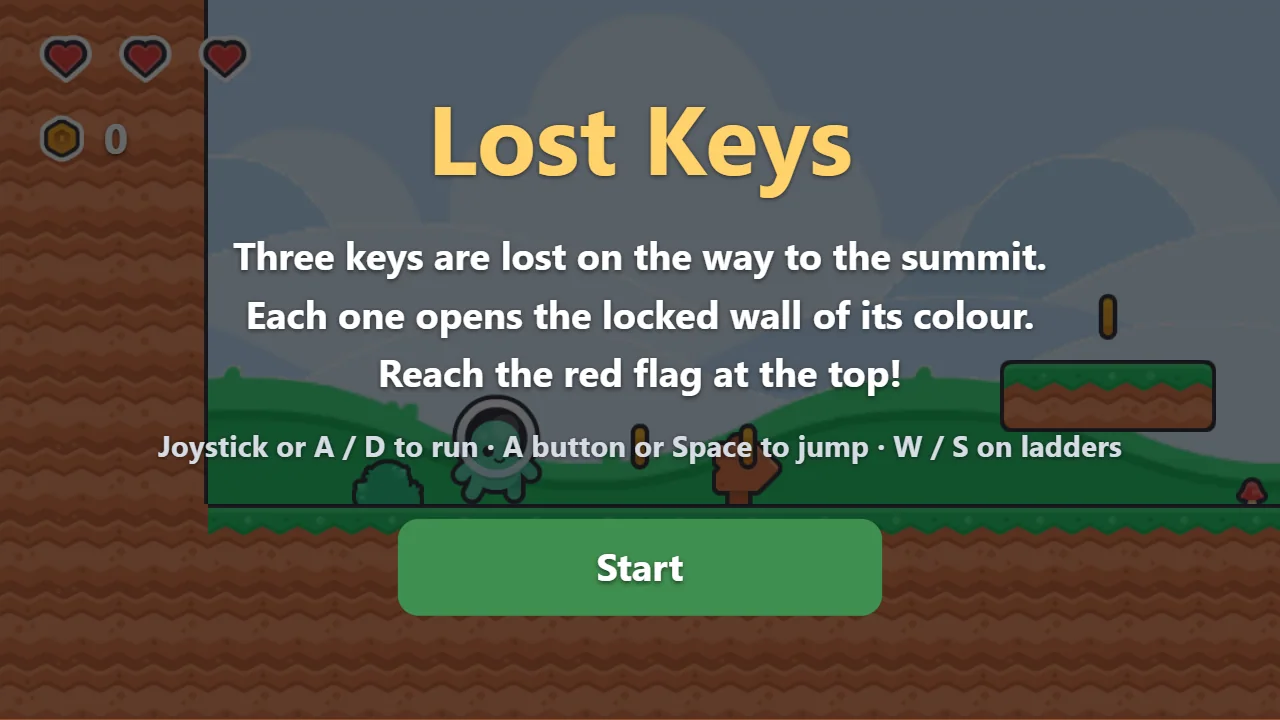 0
Lost Keys
Three keys are lost on the way to the summit.
Each one opens the locked wall of its colour.
Reach the red flag at the top!
Joystick or A / D to run · A button or Space to jump · W / S on ladders
Start